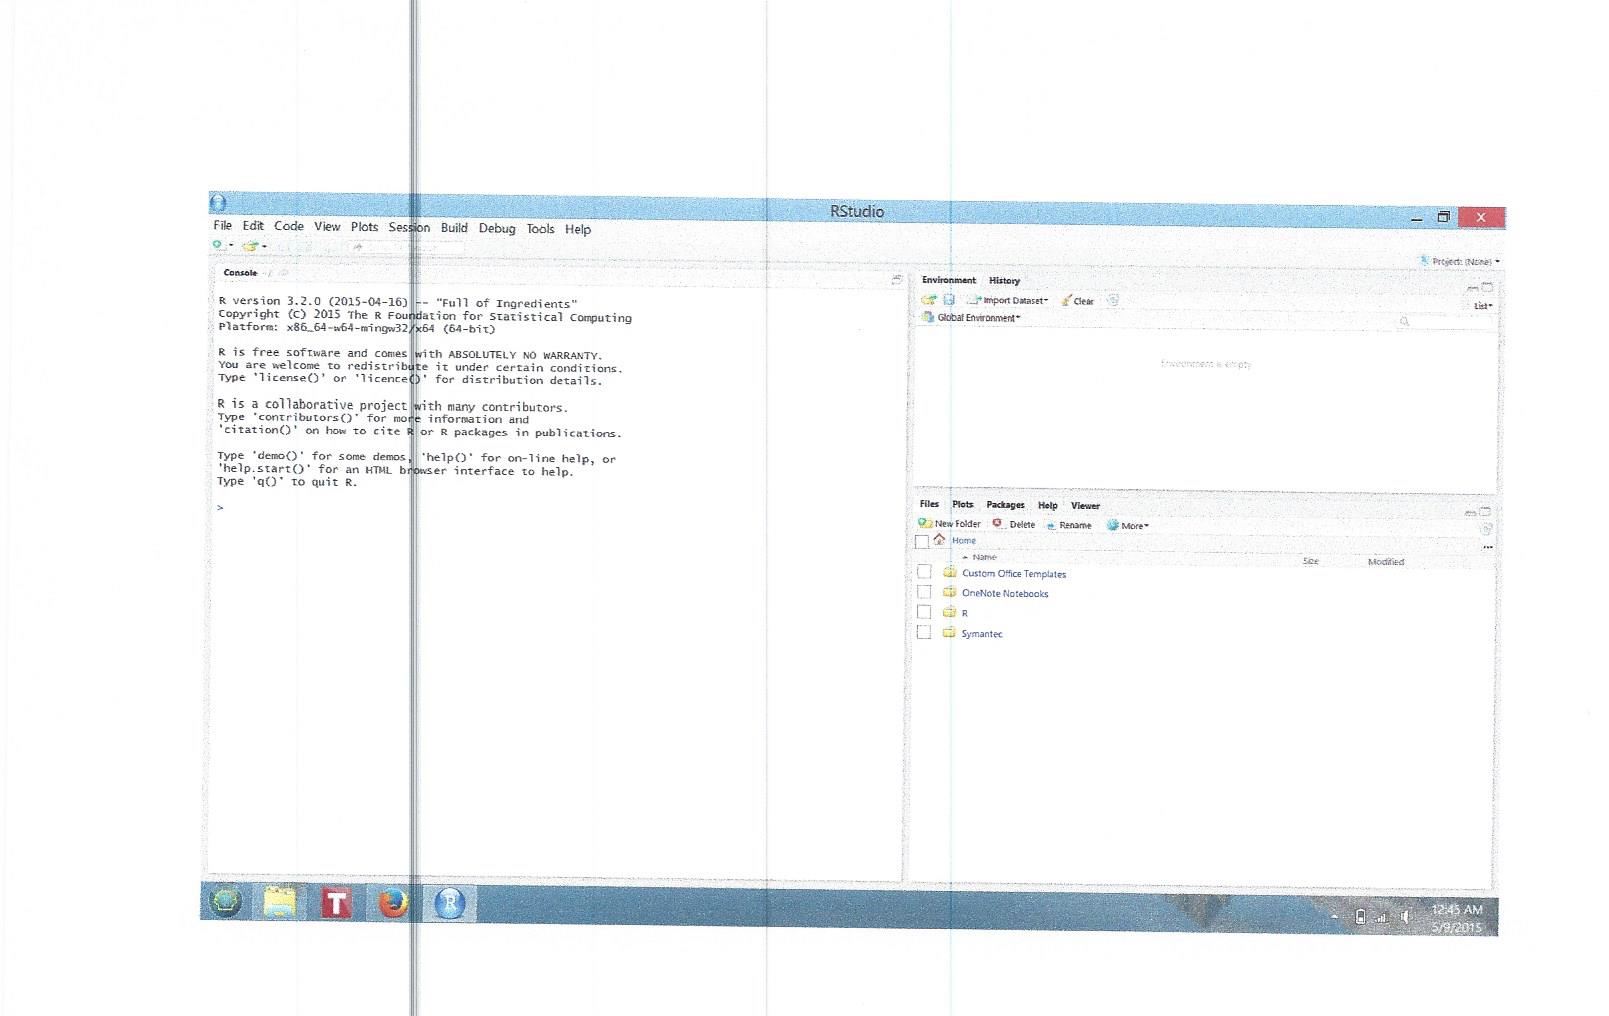 RStudio
File Edit Code View Plots Session Build Debug Tools Help
Project: (None)
Console
R version 3.2.0 (2015-04-16) -- "Full of Ingredients"
Copyright (C) 2015 The R Foundation for Statistical Computing
Platform: x86_64-w64-mingw32/x64 (64-bit)
R is free software and comes with ABSOLUTELY NO WARRANTY.
You are welcome to redistribute it under certain conditions.
Type 'license()' or 'licence()' for distribution details.
R is a collaborative project with many contributors.
Type 'contributors()' for more information and
'citation()' on how to cite R or R packages in publications.
Type 'demo()' for some demos, 'help()' for on-line help, or
'help.start()' for an HTML browser interface to help.
Type 'q()' to quit R.
>
Environment History
Import Dataset Clear
List
Global Environment
Environment is empty
Files Plots Packages Help Viewer
New Folder Delete Rename More
Home
Name Size Modified
Custom Office Templates
OneNote Notebooks
R
Symantec
T R
12:45 AM
5/9/2015